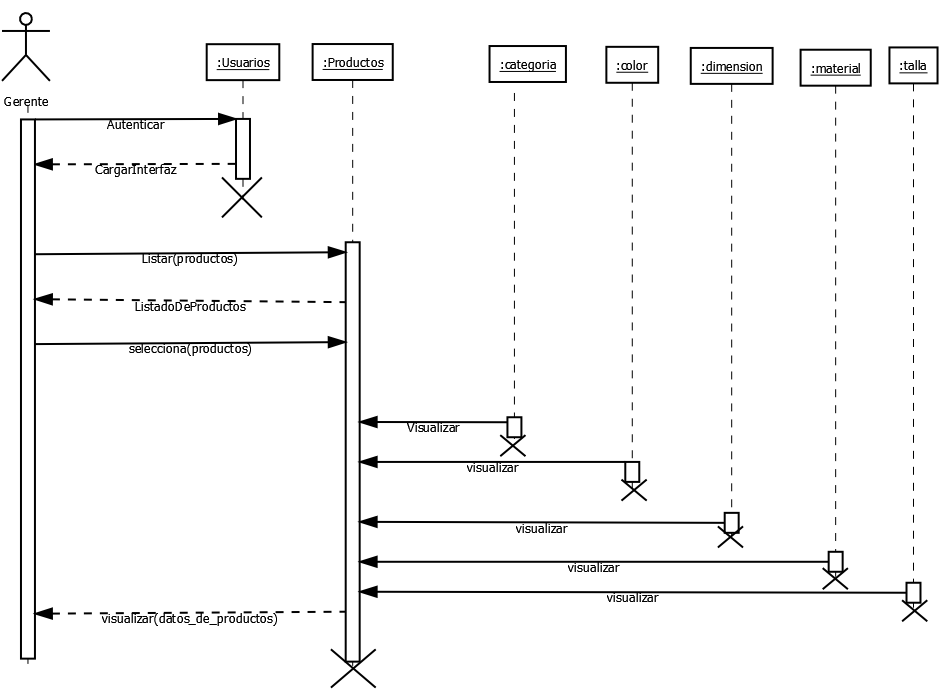 Gerente
:Usuarios
:Productos
:categoria
:color
:dimension
:material
:talla
Autenticar
CargarInterfaz
Listar(productos)
ListadoDeProductos
selecciona(productos)
Visualizar
visualizar
visualizar
visualizar
visualizar
visualizar(datos_de_productos)